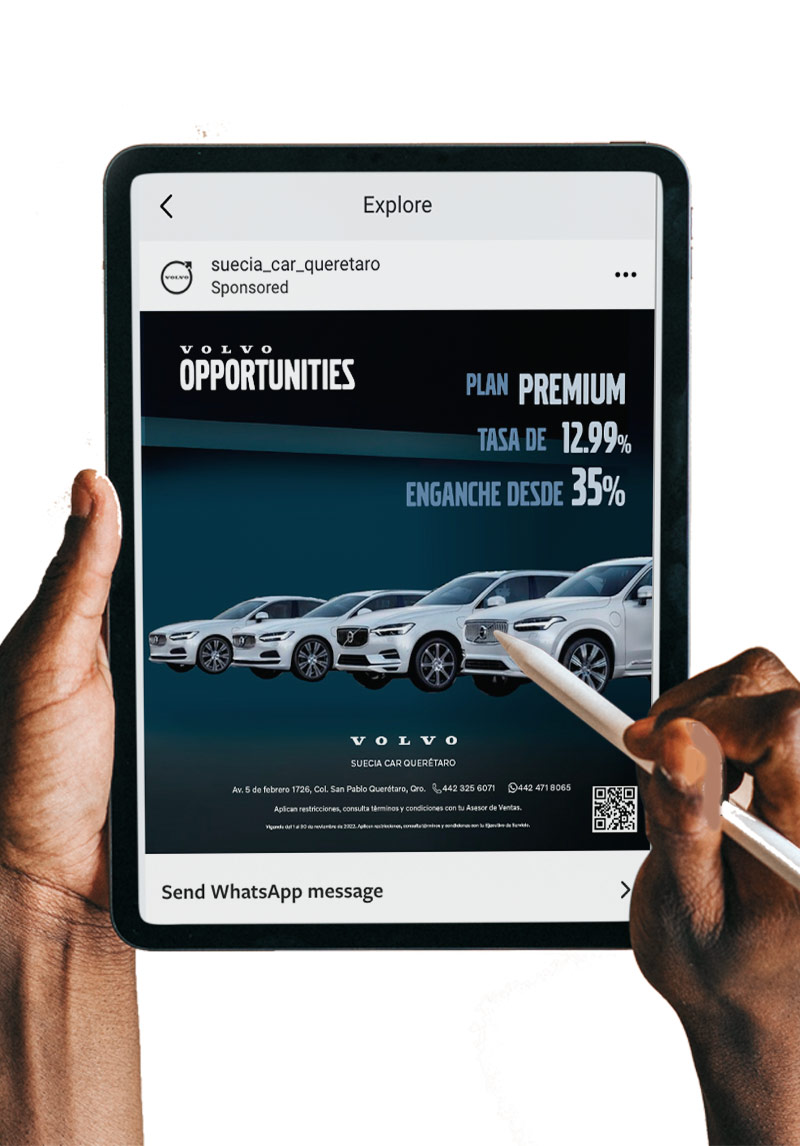 Explore
VOLVO
suecia_car_queretaro
Sponsored
VOLVO
OPPORTUNITIES
PLAN PREMIUM
TASA DE 12.99%
ENGANCHE DESDE 35%
VOLVO
SUECIA CAR QUERÉTARO
Av. 5 de febrero 1726, Col. San Pablo Querétaro, Qro. 442 325 6071 442 471 8065
Aplican restricciones, consulta términos y condiciones con tu Asesor de Ventas.
Vigencia del 1 al 30 de noviembre de 2022. Aplican restricciones, consulta términos y condiciones con tu Ejecutivo de Servicio.
Send WhatsApp message